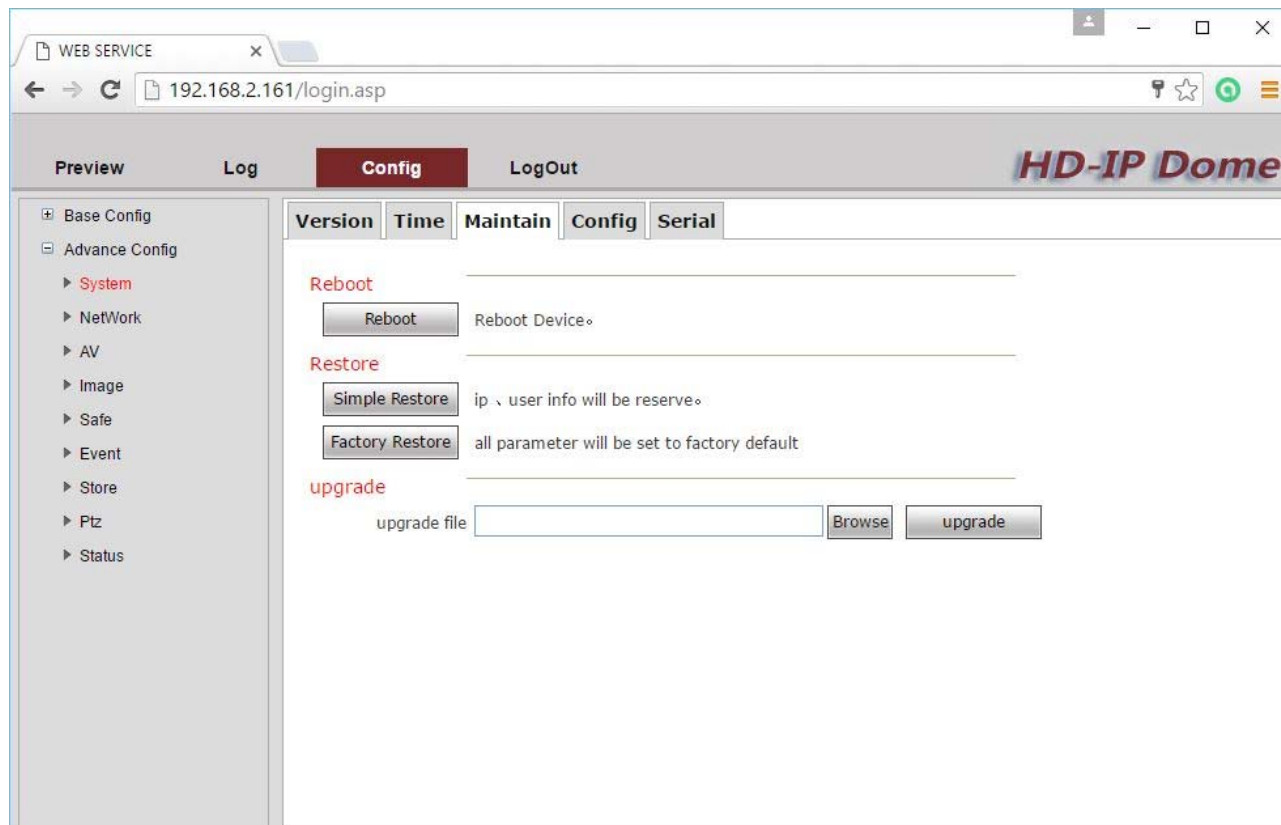 WEB SERVICE
192.168.2.161/login.asp
Preview Log Config LogOut HD-IP Dome
Base Config
Advance Config
System
NetWork
AV
Image
Safe
Event
Store
Ptz
Status
Version Time Maintain Config Serial
Reboot
Reboot Reboot Device。
Restore
Simple Restore ip 、user info will be reserve。
Factory Restore all parameter will be set to factory default
upgrade
upgrade file Browse upgrade